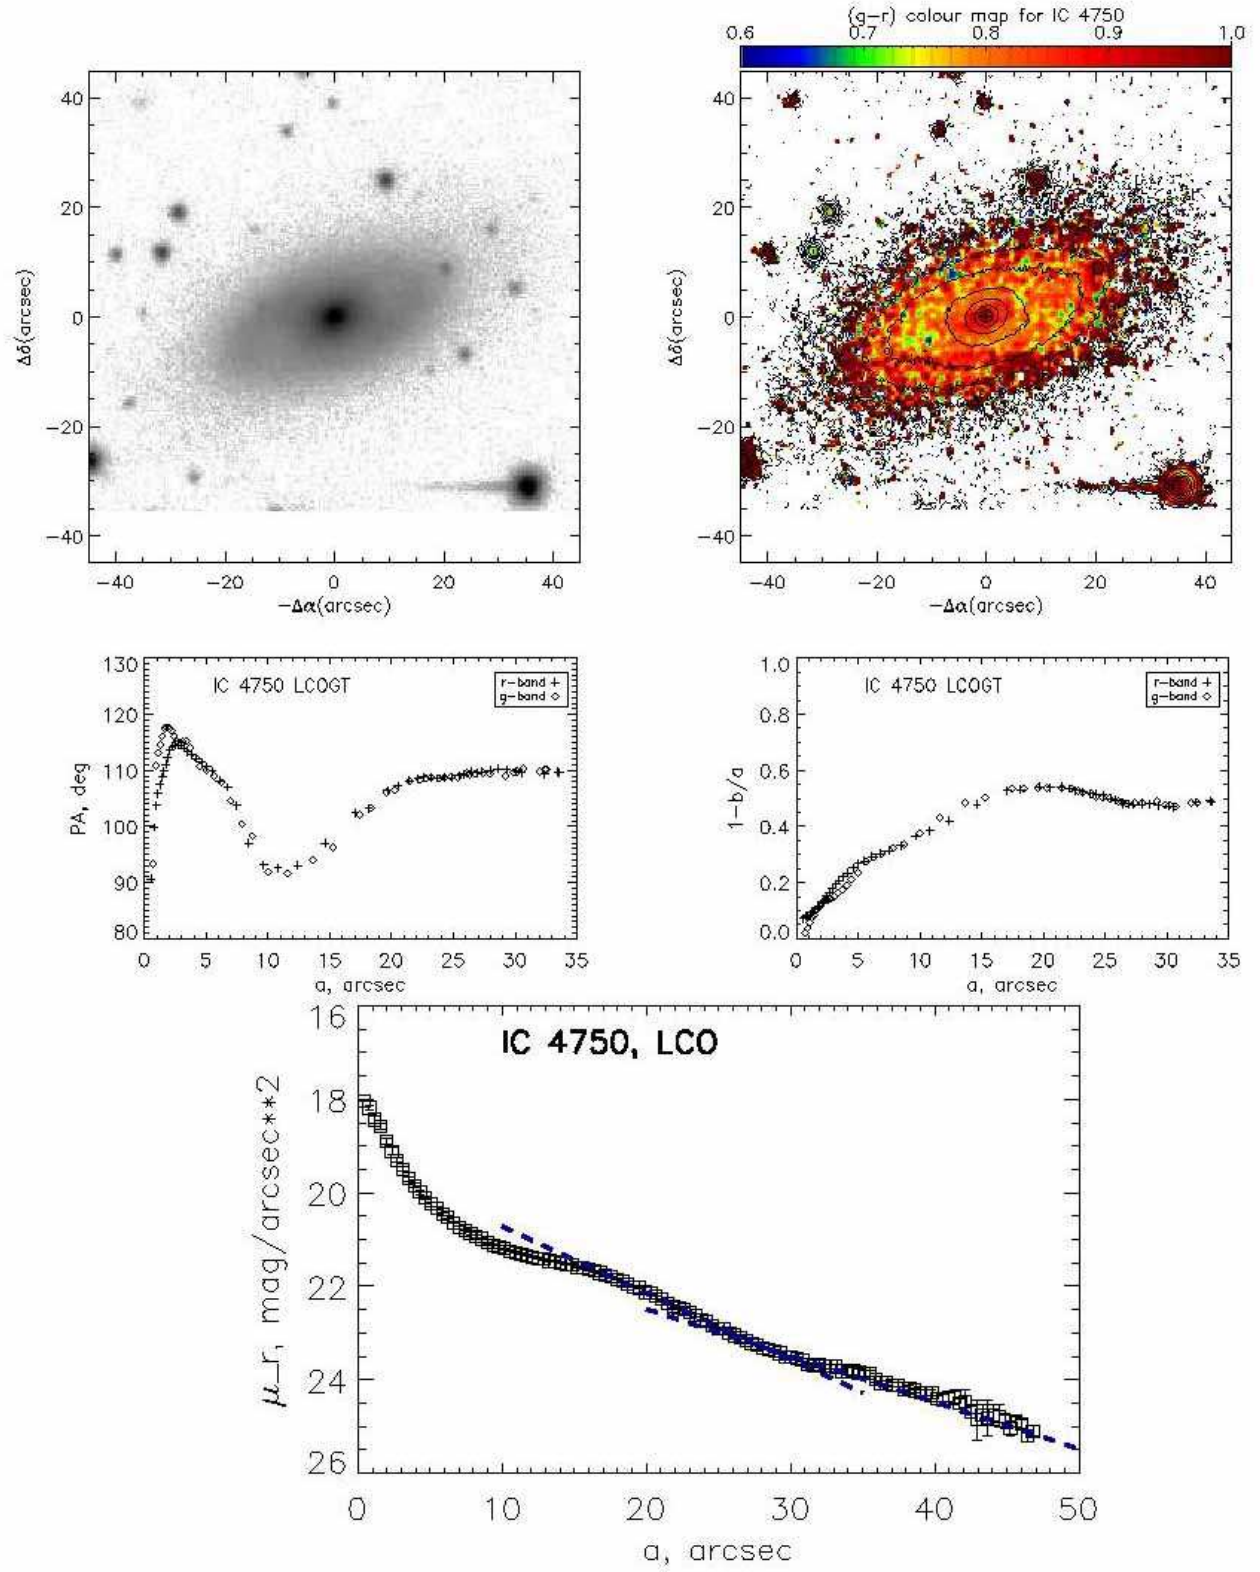 (g-r) colour map for IC 4750
0.6 0.7 0.8 0.9 1.0
40
20
0
-20
-40
Δδ(arcsec)
-40 -20 0 20 40
-Δα(arcsec)
40
20
0
-20
-40
Δδ(arcsec)
-40 -20 0 20 40
-Δα(arcsec)
130
120
110
100
90
80
PA, deg
IC 4750 LCOGT
r-band +
g-band ◇
0 5 10 15 20 25 30 35
a, arcsec
1.0
0.8
0.6
0.4
0.2
0.0
1-b/a
IC 4750 LCOGT
r-band +
g-band ◇
0 5 10 15 20 25 30 35
a, arcsec
16
18
20
22
24
26
μ_r, mag/arcsec**2
IC 4750, LCO
0 10 20 30 40 50
a, arcsec